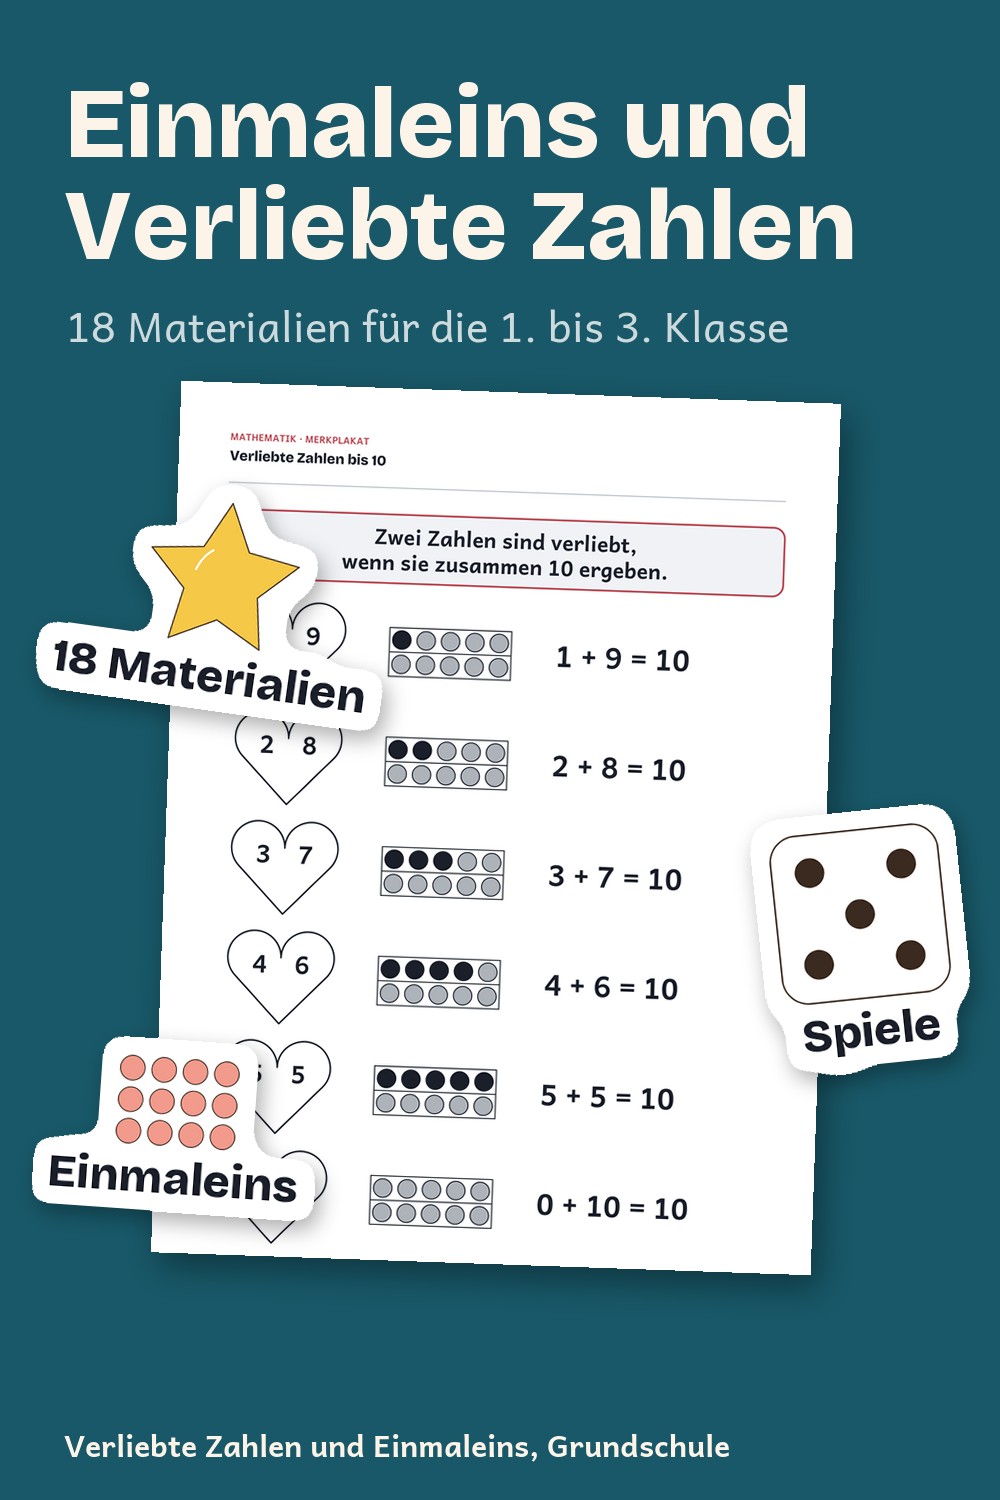 Einmaleins und
Verliebte Zahlen
18 Materialien für die 1. bis 3. Klasse
MATHEMATIK · MERKPLAKAT
Verliebte Zahlen bis 10
Zwei Zahlen sind verliebt,
wenn sie zusammen 10 ergeben.
9 1 + 9 = 10
18 Materialien
2 8 2 + 8 = 10
3 7 3 + 7 = 10
4 6 4 + 6 = 10
Spiele
5 5 + 5 = 10
Einmaleins
0 + 10 = 10
Verliebte Zahlen und Einmaleins, Grundschule